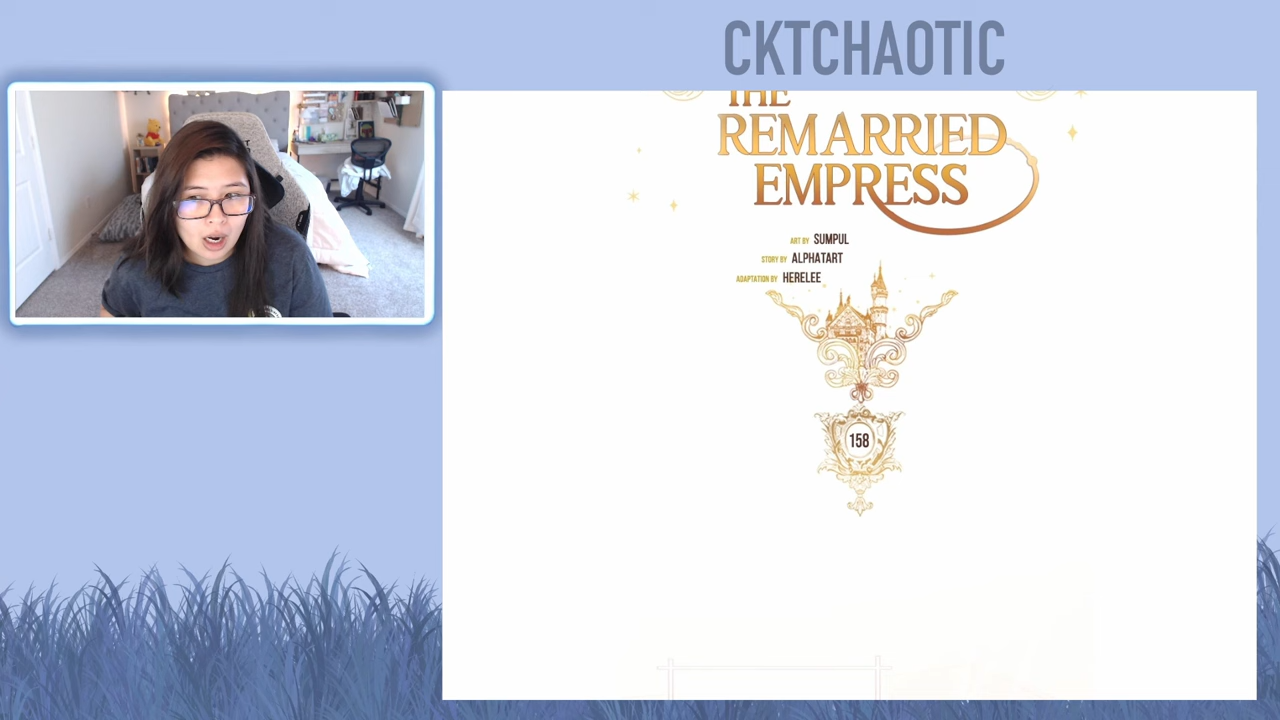 CKTCHAOTIC
THE
REMARRIED
EMPRESS
ART BY SUMPUL
STORY BY ALPHATART
ADAPTATION BY HERELEE
158